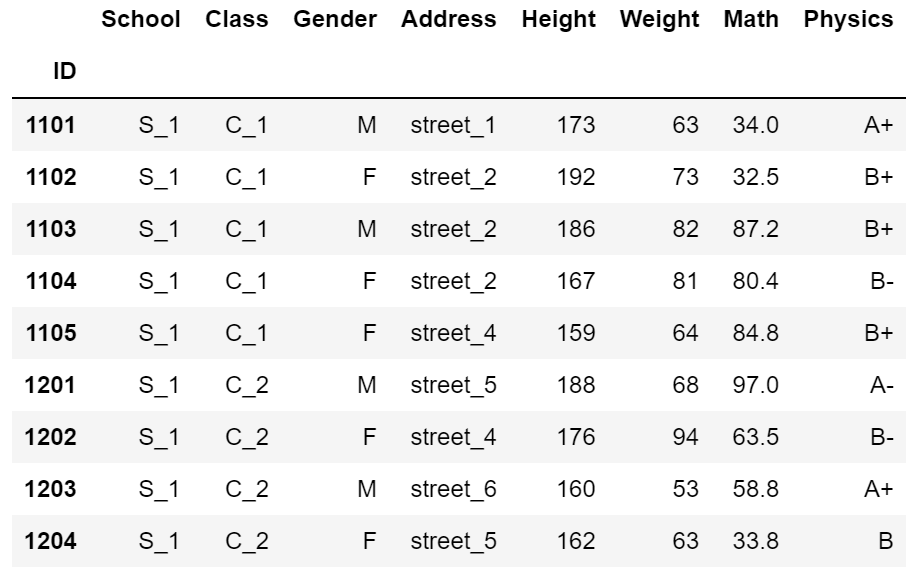 School Class Gender Address Height Weight Math Physics
ID
1101 S_1 C_1 M street_1 173 63 34.0 A+
1102 S_1 C_1 F street_2 192 73 32.5 B+
1103 S_1 C_1 M street_2 186 82 87.2 B+
1104 S_1 C_1 F street_2 167 81 80.4 B-
1105 S_1 C_1 F street_4 159 64 84.8 B+
1201 S_1 C_2 M street_5 188 68 97.0 A-
1202 S_1 C_2 F street_4 176 94 63.5 B-
1203 S_1 C_2 M street_6 160 53 58.8 A+
1204 S_1 C_2 F street_5 162 63 33.8 B